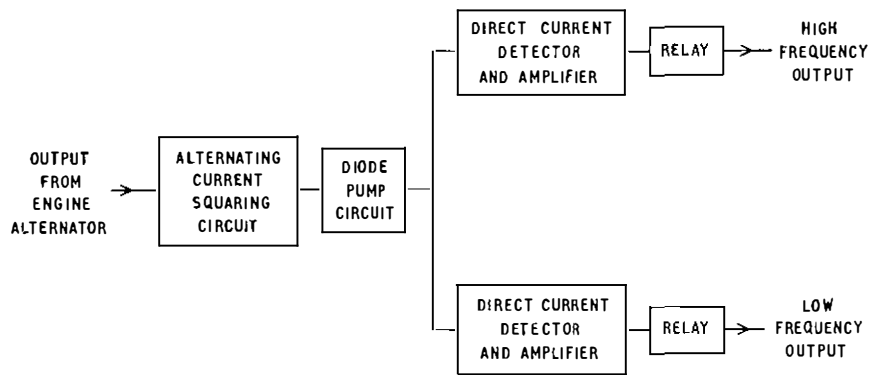 DIRECT CURRENT
DETECTOR
AND AMPLIFIER
RELAY
HIGH
FREQUENCY
OUTPUT
OUTPUT
FROM
ENGINE
ALTERNATOR
ALTERNATING
CURRENT
SQUARING
CIRCUIT
DIODE
PUMP
CIRCUIT
DIRECT CURRENT
DETECTOR
AND AMPLIFIER
RELAY
LOW
FREQUENCY
OUTPUT